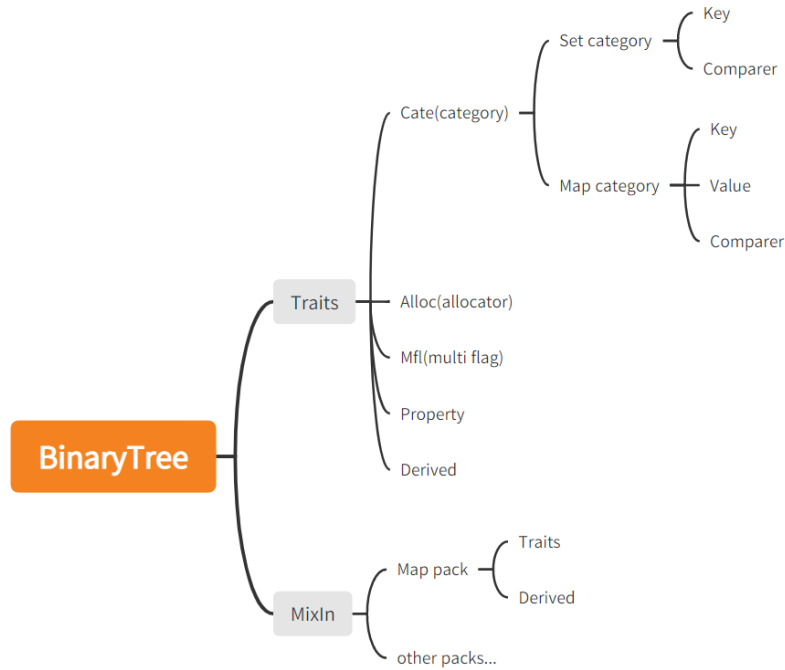 Key
Set category
Comparer
Cate(category)
Key
Map category
Value
Comparer
Traits
Alloc(allocator)
Mfl(multi flag)
Property
BinaryTree
Derived
Traits
Map pack
Derived
MixIn
other packs...